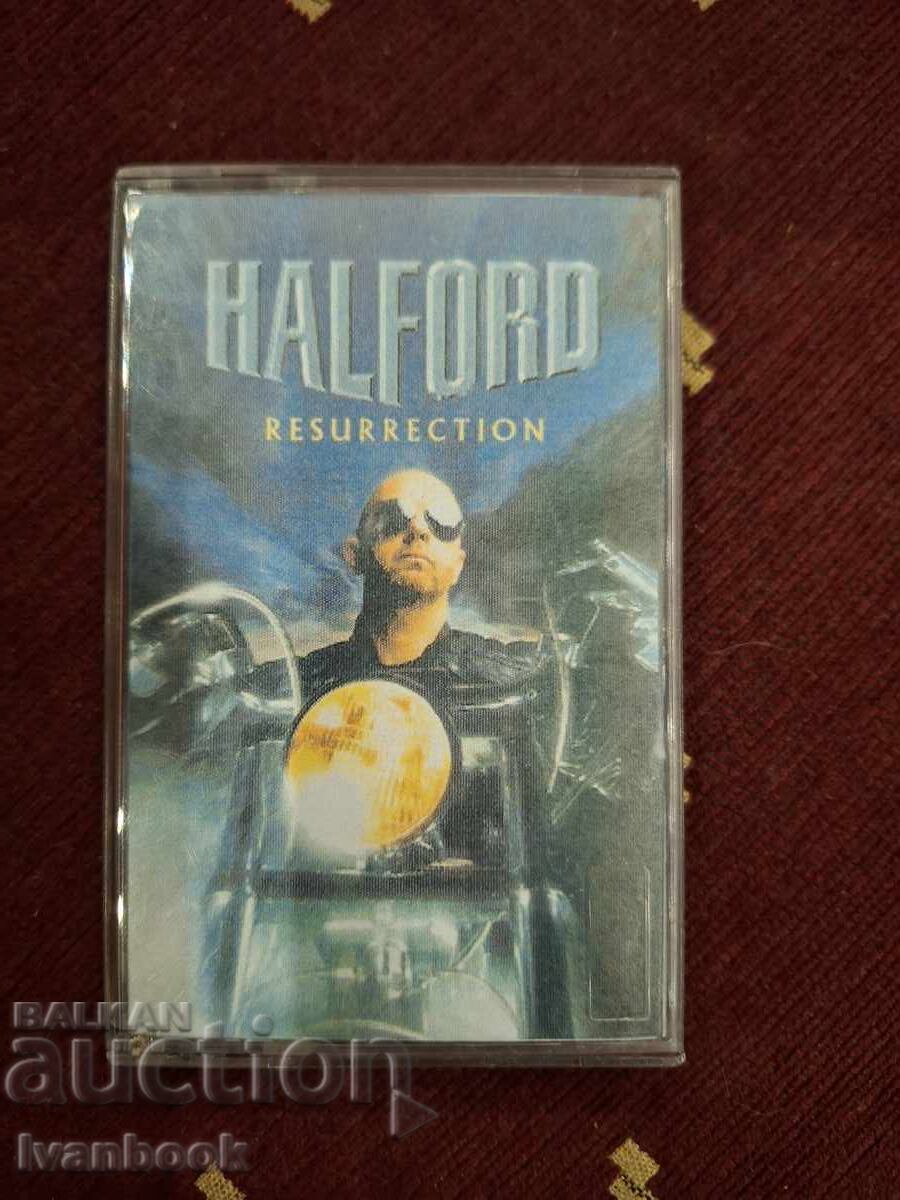 HALFORD
RESURRECTION
BALKAN
auction
Ivanbook